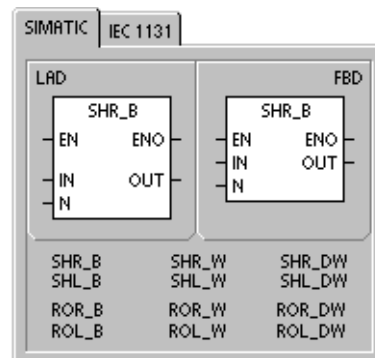 SIMATIC IEC 1131
LAD FBD
SHR_B SHR_B
EN ENO EN ENO
IN OUT IN OUT
N N
SHR_B SHR_W SHR_DW
SHL_B SHL_W SHL_DW
ROR_B ROR_W ROR_DW
ROL_B ROL_W ROL_DW